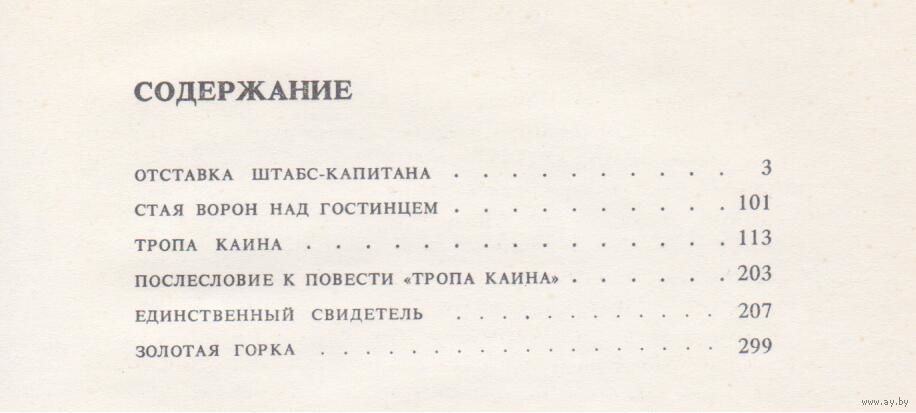 СОДЕРЖАНИЕ
ОТСТАВКА ШТАБС-КАПИТАНА . . . . . . . . . . 3
СТАЯ ВОРОН НАД ГОСТИНЦЕМ . . . . . . . . . . 101
ТРОПА КАИНА . . . . . . . . . . . . . . . 113
ПОСЛЕСЛОВИЕ К ПОВЕСТИ «ТРОПА КАИНА» . . . . . . 203
ЕДИНСТВЕННЫЙ СВИДЕТЕЛЬ . . . . . . . . . . 207
ЗОЛОТАЯ ГОРКА . . . . . . . . . . . . . . . 299
www.ay.by